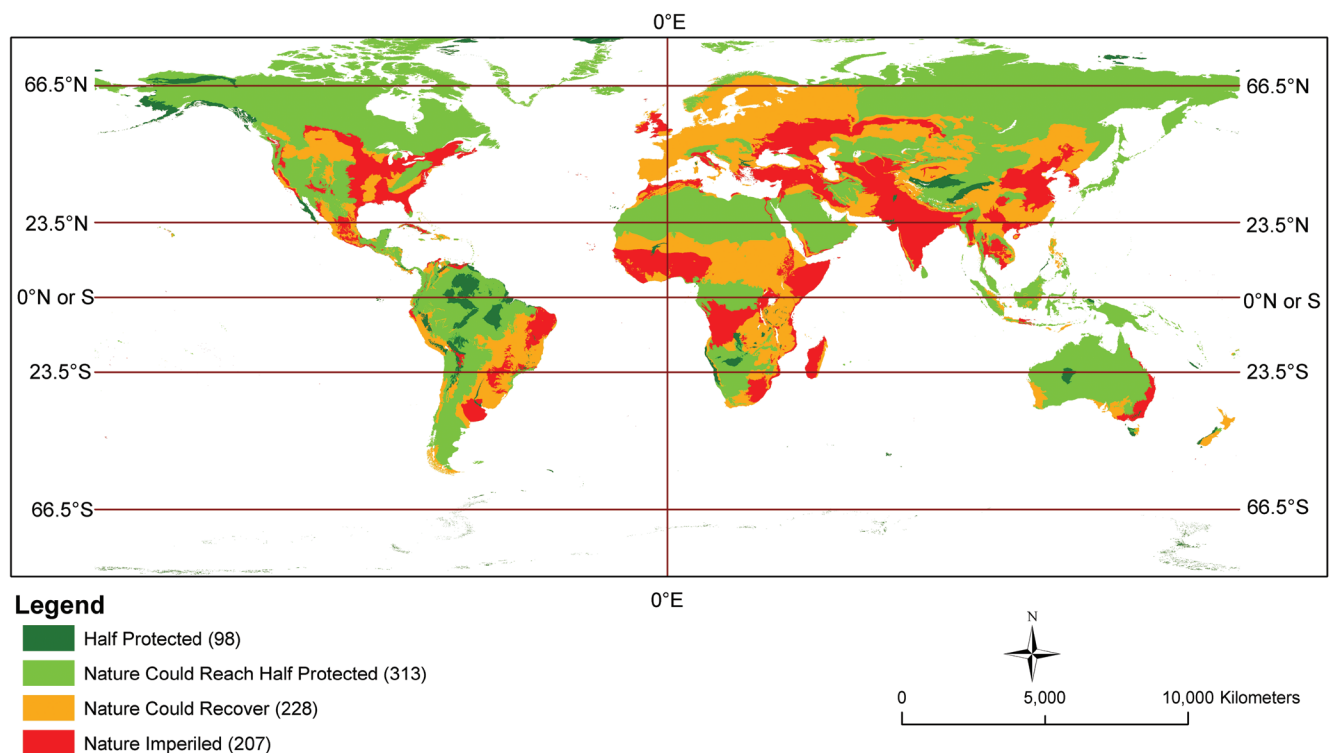 0°E
66.5°N
66.5°N
23.5°N
23.5°N
0°N or S
0°N or S
23.5°S
23.5°S
66.5°S
66.5°S
0°E
Legend
Half Protected (98)
Nature Could Reach Half Protected (313)
Nature Could Recover (228)
Nature Imperiled (207)
N
0
5,000
10,000 Kilometers